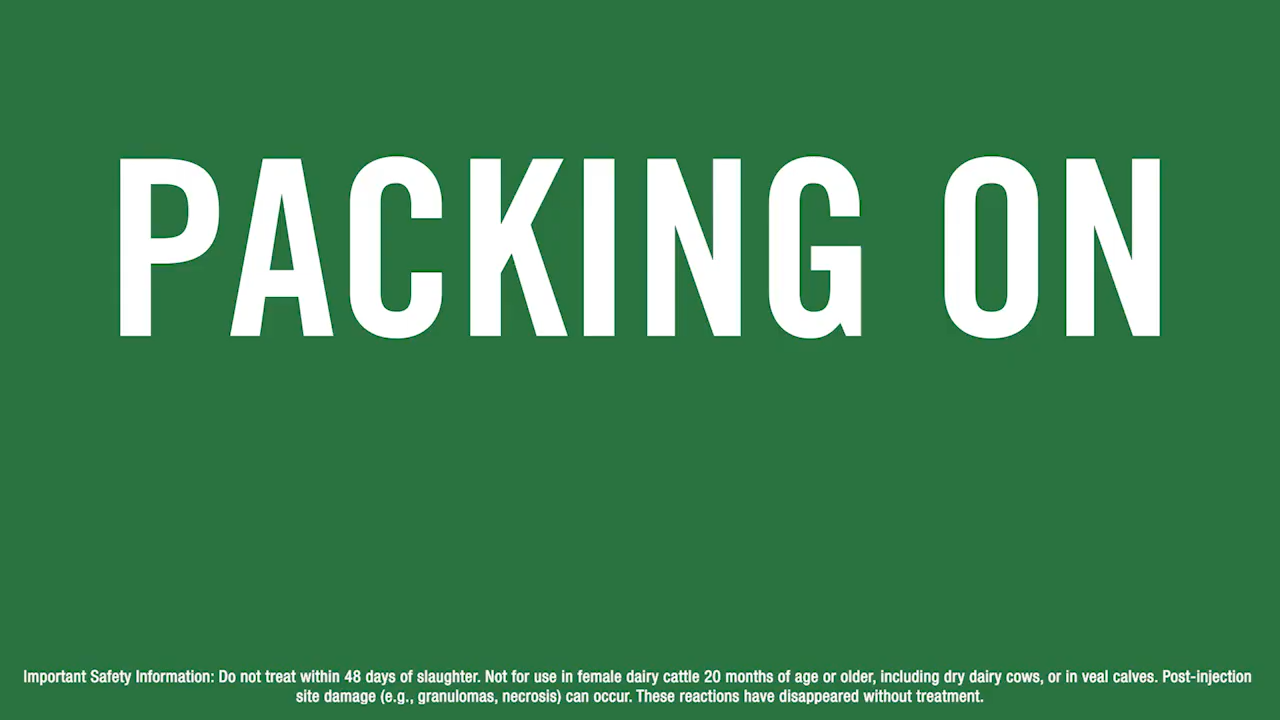 PACKING ON
Important Safety Information: Do not treat within 48 days of slaughter. Not for use in female dairy cattle 20 months of age or older, including dry dairy cows, or in veal calves. Post-injection
site damage (e.g., granulomas, necrosis) can occur. These reactions have disappeared without treatment.